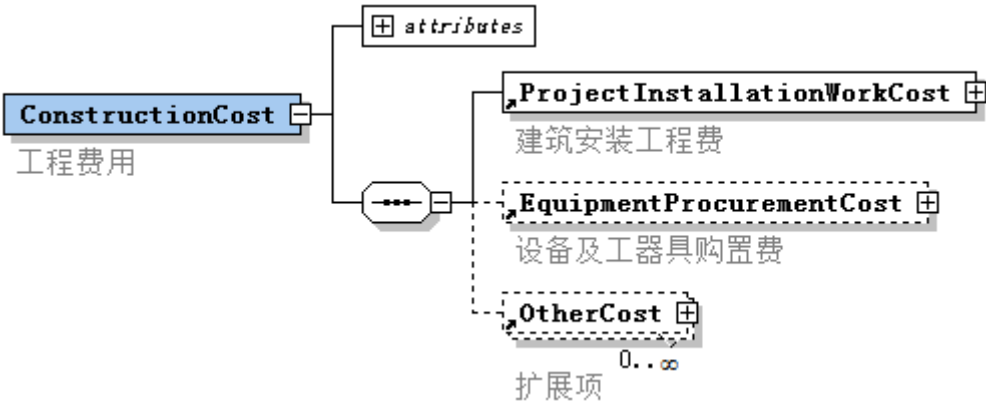 attributes
ConstructionCost
工程费用
ProjectInstallationWorkCost
建筑安装工程费
EquipmentProcurementCost
设备及工器具购置费
OtherCost
0..∞
扩展项